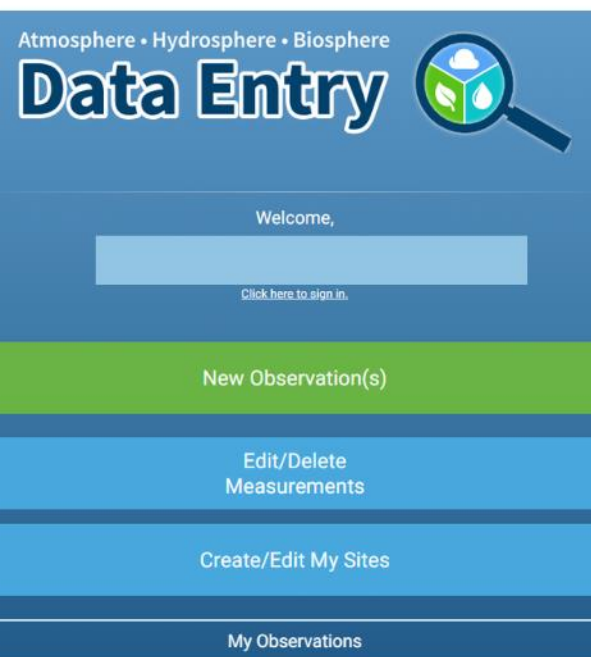 Atmosphere • Hydrosphere • Biosphere
Data Entry
Welcome,
Click here to sign in.
New Observation(s)
Edit/Delete
Measurements
Create/Edit My Sites
My Observations